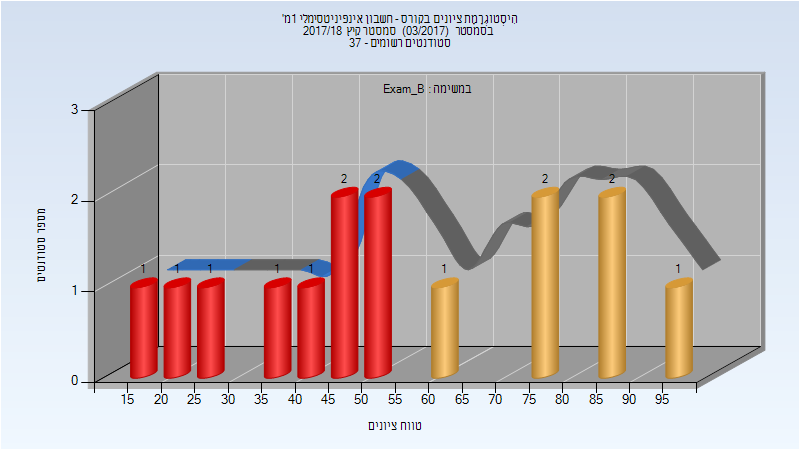 היסטוגרמת ציונים בקורס - חשבון אינפיניטסימלי 1מ'
בסמסטר (03/2017) סמסטר קיץ 2017/18
סטודנטים רשומים - 37
במשימה : Exam_B
מספר סטודנטים
3
2
1
0
1 1 1 1 1 2 2 1 2 2 1
15 20 25 30 35 40 45 50 55 60 65 70 75 80 85 90 95
טווח ציונים